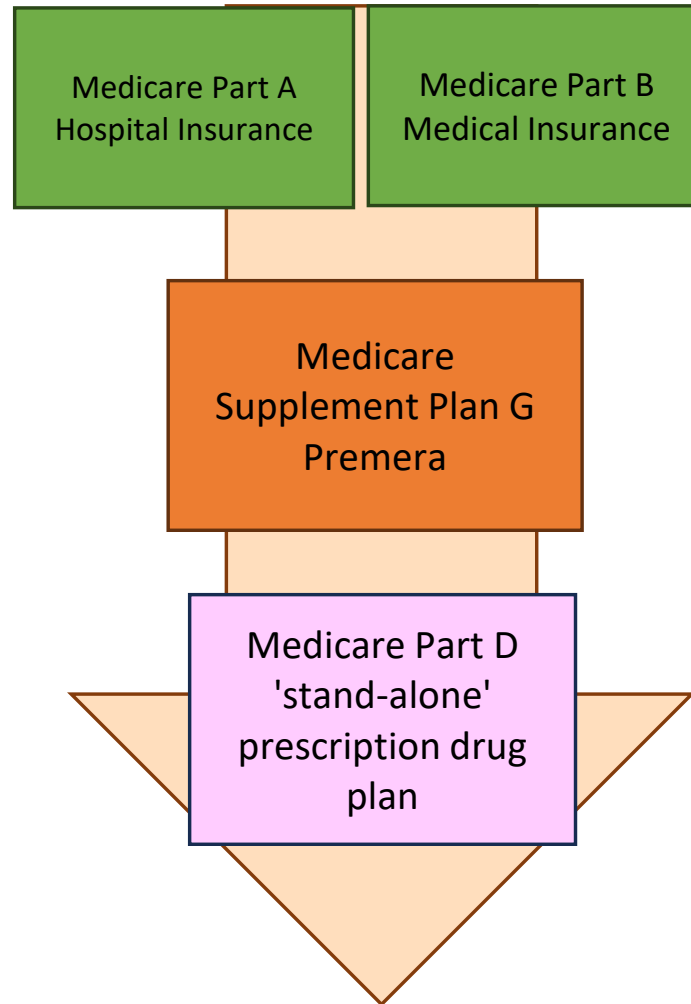 Medicare Part A
Hospital Insurance
Medicare Part B
Medical Insurance
Medicare
Supplement Plan G
Premera
Medicare Part D
'stand-alone'
prescription drug
plan